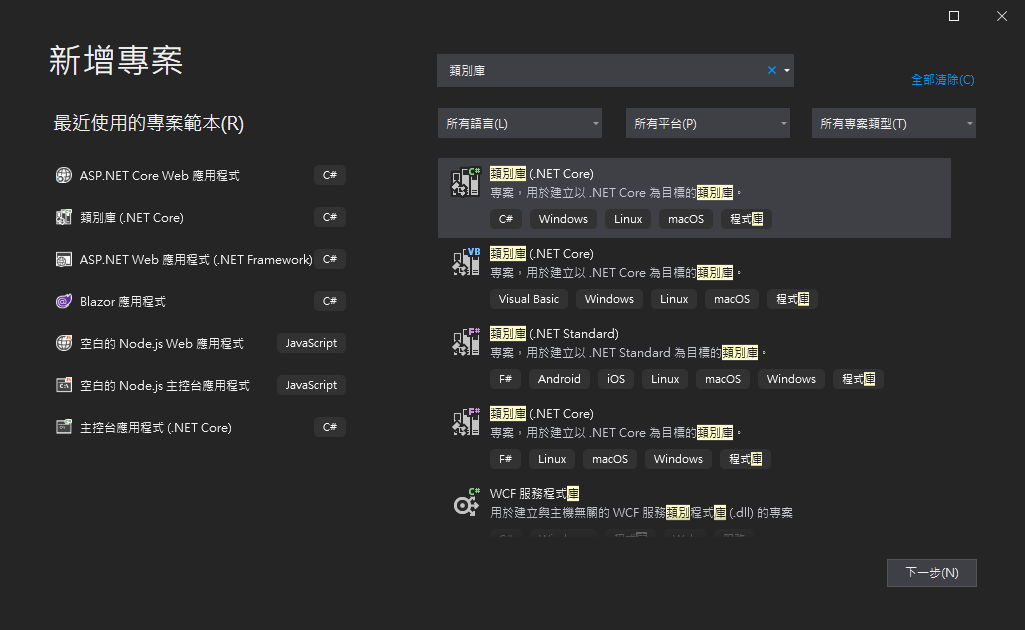 新增專案
最近使用的專案範本(R)
ASP.NET Core Web 應用程式 C#
類別庫 (.NET Core) C#
ASP.NET Web 應用程式 (.NET Framework) C#
Blazor 應用程式 C#
空白的 Node.js Web 應用程式 JavaScript
空白的 Node.js 主控台應用程式 JavaScript
主控台應用程式 (.NET Core) C#
類別庫
全部清除(C)
所有語言(L) 所有平台(P) 所有專案類型(T)
C#
類別庫 (.NET Core)
專案，用於建立以 .NET Core 為目標的類別庫。
C# Windows Linux macOS 程式庫
VB
類別庫 (.NET Core)
專案，用於建立以 .NET Core 為目標的類別庫。
Visual Basic Windows Linux macOS 程式庫
F#
類別庫 (.NET Standard)
專案，用於建立以 .NET Standard 為目標的類別庫。
F# Android iOS Linux macOS Windows 程式庫
F#
類別庫 (.NET Core)
專案，用於建立以 .NET Core 為目標的類別庫。
F# Linux macOS Windows 程式庫
C#
WCF 服務程式庫
用於建立與主機無關的 WCF 服務類別程式庫 (.dll) 的專案
下一步(N)